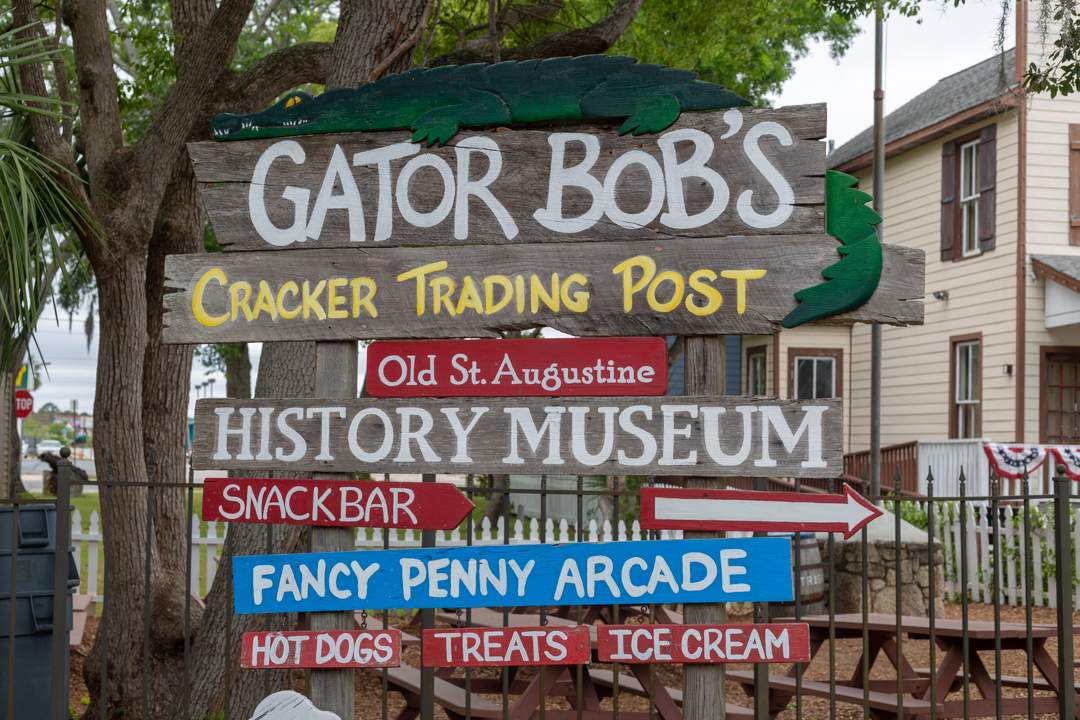 GATOR BOB'S
CRACKER TRADING POST
Old St. Augustine
HISTORY MUSEUM
SNACKBAR
FANCY PENNY ARCADE
HOT DOGS TREATS ICE CREAM
STOP